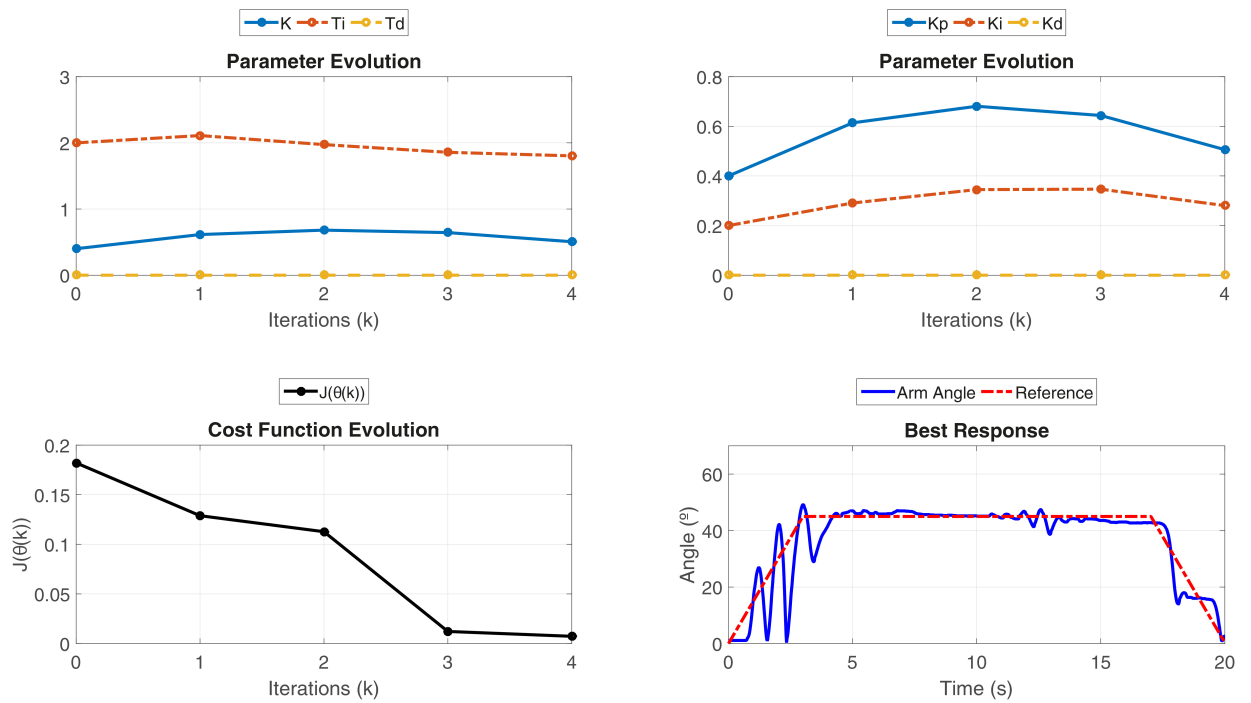 K Ti Td
Parameter Evolution
3
2
1
0
0 1 2 3 4
Iterations (k)
Kp Ki Kd
Parameter Evolution
0.8
0.6
0.4
0.2
0
0 1 2 3 4
Iterations (k)
J(θ(k))
Cost Function Evolution
J(θ(k))
0.2
0.15
0.1
0.05
0
0 1 2 3 4
Iterations (k)
Arm Angle Reference
Best Response
Angle (º)
60
40
20
0
0 5 10 15 20
Time (s)